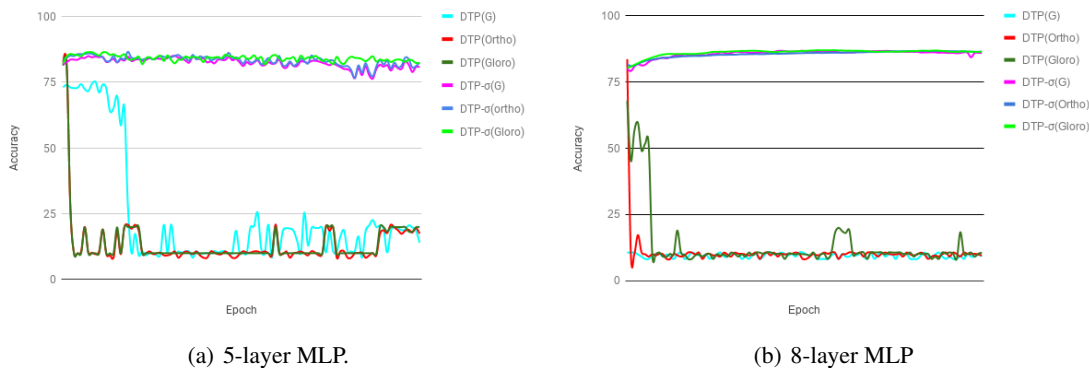 100
75
50
25
0
Accuracy
Epoch
DTP(G)
DTP(Ortho)
DTP(Gloro)
DTP-σ(G)
DTP-σ(ortho)
DTP-σ(Gloro)
(a) 5-layer MLP.
100
75
50
25
0
Accuracy
Epoch
DTP(G)
DTP(Ortho)
DTP(Gloro)
DTP-σ(G)
DTP-σ(Ortho)
DTP-σ(Gloro)
(b) 8-layer MLP